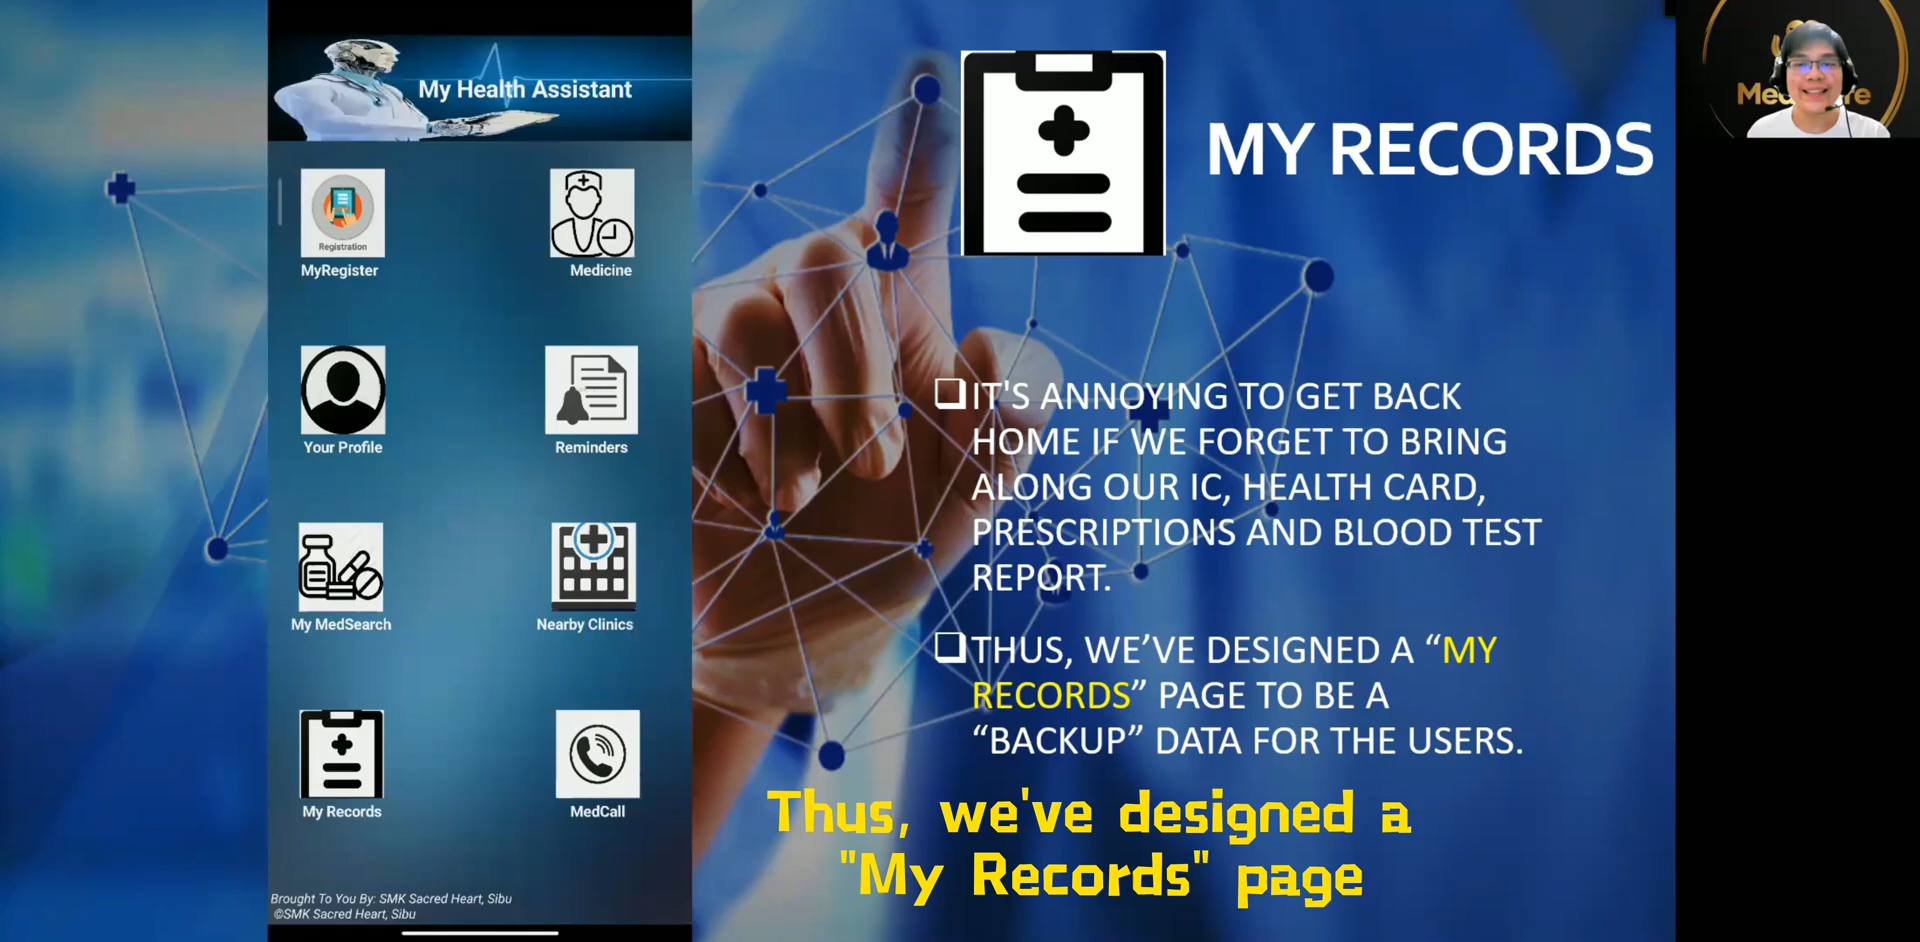 My Health Assistant
Registration
MyRegister
Medicine
Your Profile
Reminders
My MedSearch
Nearby Clinics
My Records
MedCall
Brought To You By: SMK Sacred Heart, Sibu
©SMK Sacred Heart, Sibu
MY RECORDS
IT'S ANNOYING TO GET BACK
HOME IF WE FORGET TO BRING
ALONG OUR IC, HEALTH CARD,
PRESCRIPTIONS AND BLOOD TEST
REPORT.
THUS, WE’VE DESIGNED A “MY
RECORDS” PAGE TO BE A
“BACKUP” DATA FOR THE USERS.
Thus, we've designed a
"My Records" page